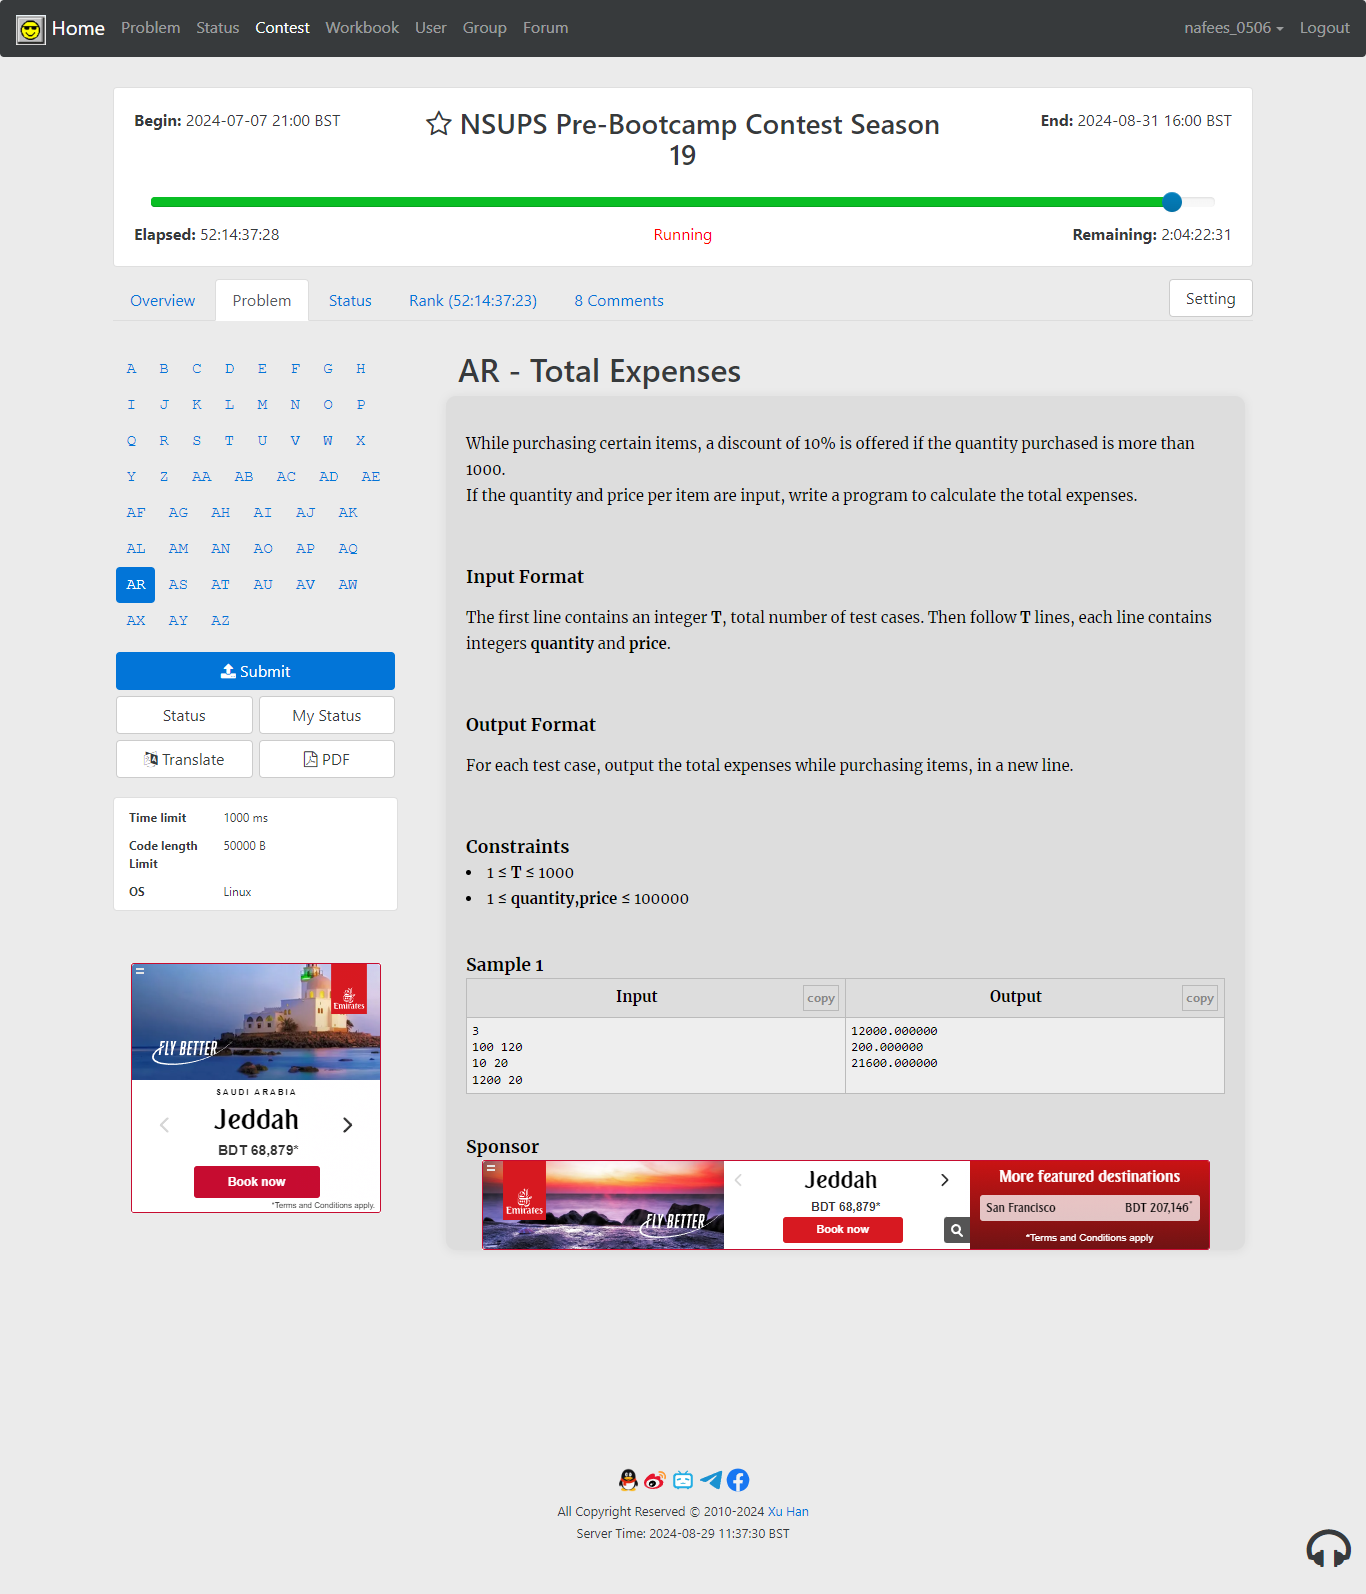 Home Problem Status Contest Workbook User Group Forum nafees_0506 Logout
Begin: 2024-07-07 21:00 BST
NSUPS Pre-Bootcamp Contest Season
19
End: 2024-08-31 16:00 BST
Elapsed: 52:14:37:28
Running
Remaining: 2:04:22:31
Overview Problem Status Rank (52:14:37:23) 8 Comments Setting
A B C D E F G H
I J K L M N O P
Q R S T U V W X
Y Z AA AB AC AD AE
AF AG AH AI AJ AK
AL AM AN AO AP AQ
AR AS AT AU AV AW
AX AY AZ
Submit
Status My Status
Translate PDF
Time limit 1000 ms
Code length 50000 B
Limit
OS Linux
Emirates
FLY BETTER
SAUDI ARABIA
Jeddah
BDT 68,879*
Book now
*Terms and Conditions apply.
AR - Total Expenses
While purchasing certain items, a discount of 10% is offered if the quantity purchased is more than
1000.
If the quantity and price per item are input, write a program to calculate the total expenses.
Input Format
The first line contains an integer T, total number of test cases. Then follow T lines, each line contains
integers quantity and price.
Output Format
For each test case, output the total expenses while purchasing items, in a new line.
Constraints
• 1 ≤ T ≤ 1000
• 1 ≤ quantity,price ≤ 100000
Sample 1
Input copy Output copy
3 12000.000000
100 120 200.000000
10 20 21600.000000
1200 20
Sponsor
Emirates
FLY BETTER
Jeddah
BDT 68,879*
Book now
More featured destinations
San Francisco BDT 207,146*
*Terms and Conditions apply
All Copyright Reserved © 2010-2024 Xu Han
Server Time: 2024-08-29 11:37:30 BST